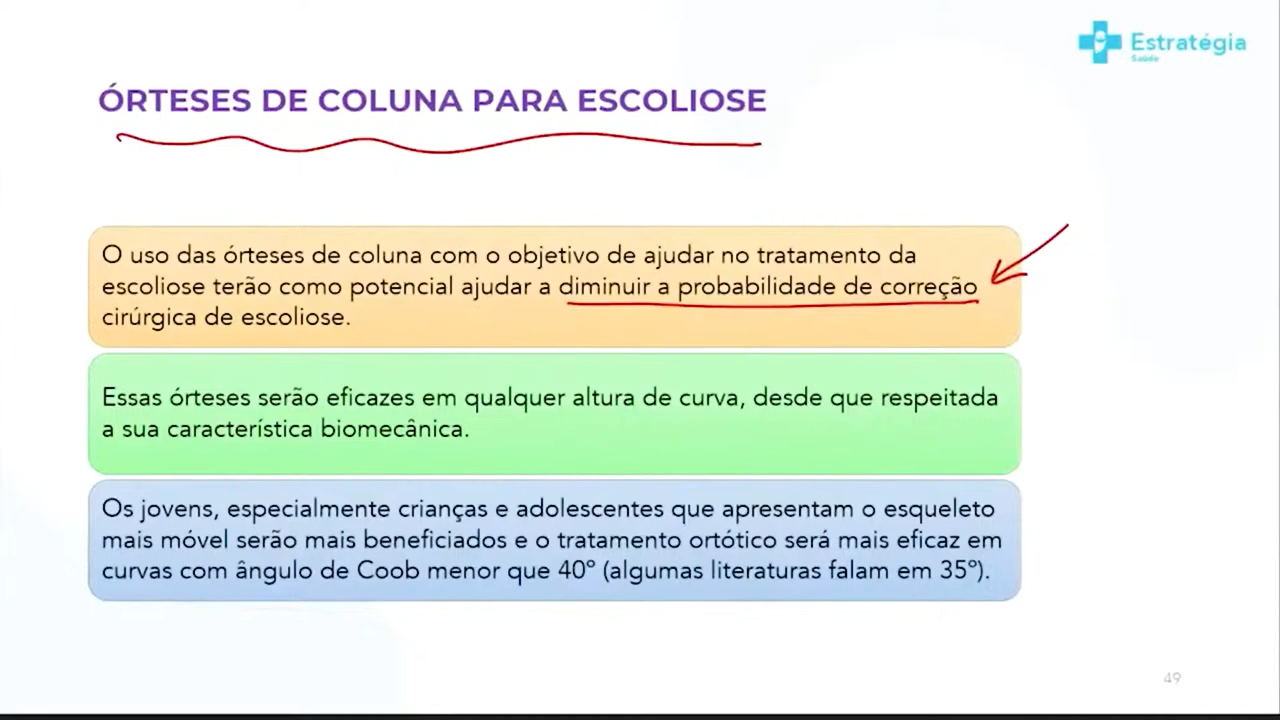 Estratégia
Saúde
ÓRTESES DE COLUNA PARA ESCOLIOSE
O uso das órteses de coluna com o objetivo de ajudar no tratamento da
escoliose terão como potencial ajudar a diminuir a probabilidade de correção
cirúrgica de escoliose.
Essas órteses serão eficazes em qualquer altura de curva, desde que respeitada
a sua característica biomecânica.
Os jovens, especialmente crianças e adolescentes que apresentam o esqueleto
mais móvel serão mais beneficiados e o tratamento ortótico será mais eficaz em
curvas com ângulo de Coob menor que 40º (algumas literaturas falam em 35º).
49